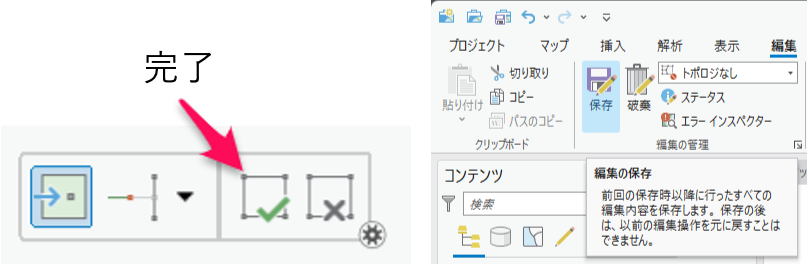 完了
プロジェクト マップ 挿入 解析 表示 編集
切り取り
コピー
パスのコピー
貼り付け
クリップボード
保存
破棄
トポロジなし
ステータス
エラー インスペクター
編集の管理
コンテンツ
検索
編集の保存
前回の保存時以降に行ったすべての
編集内容を保存します。保存の後
は、以前の編集操作を元に戻すことは
できません。